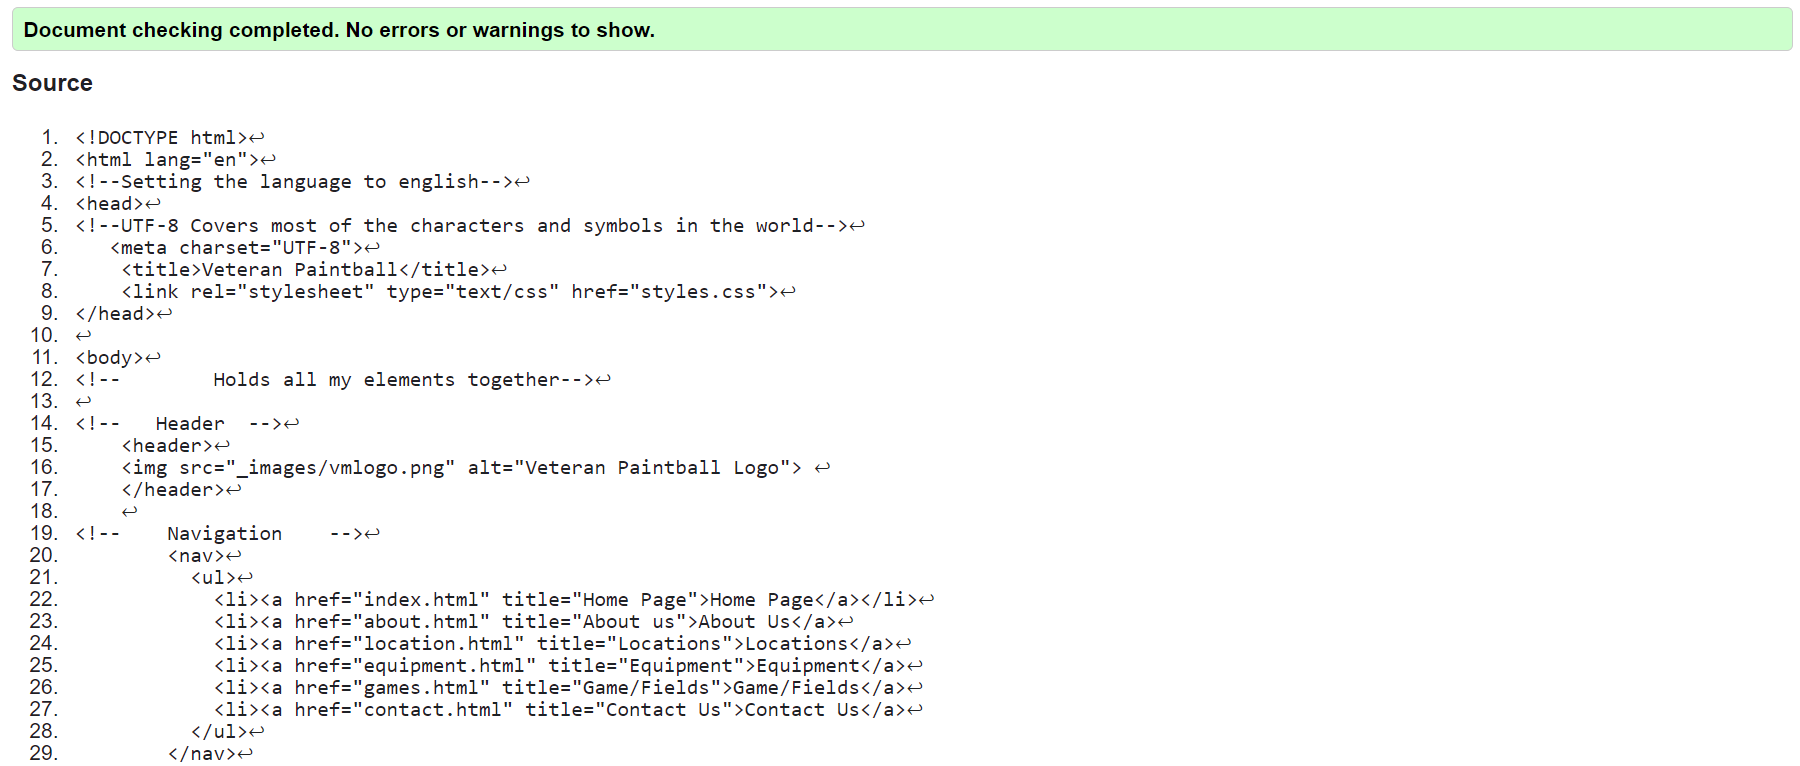 Document checking completed. No errors or warnings to show.
Source
1. <!DOCTYPE html>↩
2. <html lang="en">↩
3. <!--Setting the language to english-->↩
4. <head>↩
5. <!--UTF-8 Covers most of the characters and symbols in the world-->↩
6.    <meta charset="UTF-8">↩
7.     <title>Veteran Paintball</title>↩
8.     <link rel="stylesheet" type="text/css" href="styles.css">↩
9. </head>↩
10. ↩
11. <body>↩
12. <!--        Holds all my elements together-->↩
13. ↩
14. <!--   Header  -->↩
15.     <header>↩
16.     <img src="_images/vmlogo.png" alt="Veteran Paintball Logo"> ↩
17.     </header>↩
18.     ↩
19. <!--    Navigation    -->↩
20.         <nav>↩
21.           <ul>↩
22.             <li><a href="index.html" title="Home Page">Home Page</a></li>↩
23.             <li><a href="about.html" title="About us">About Us</a>↩
24.             <li><a href="location.html" title="Locations">Locations</a>↩
25.             <li><a href="equipment.html" title="Equipment">Equipment</a>↩
26.             <li><a href="games.html" title="Game/Fields">Game/Fields</a>↩
27.             <li><a href="contact.html" title="Contact Us">Contact Us</a>↩
28.           </ul>↩
29.         </nav>↩